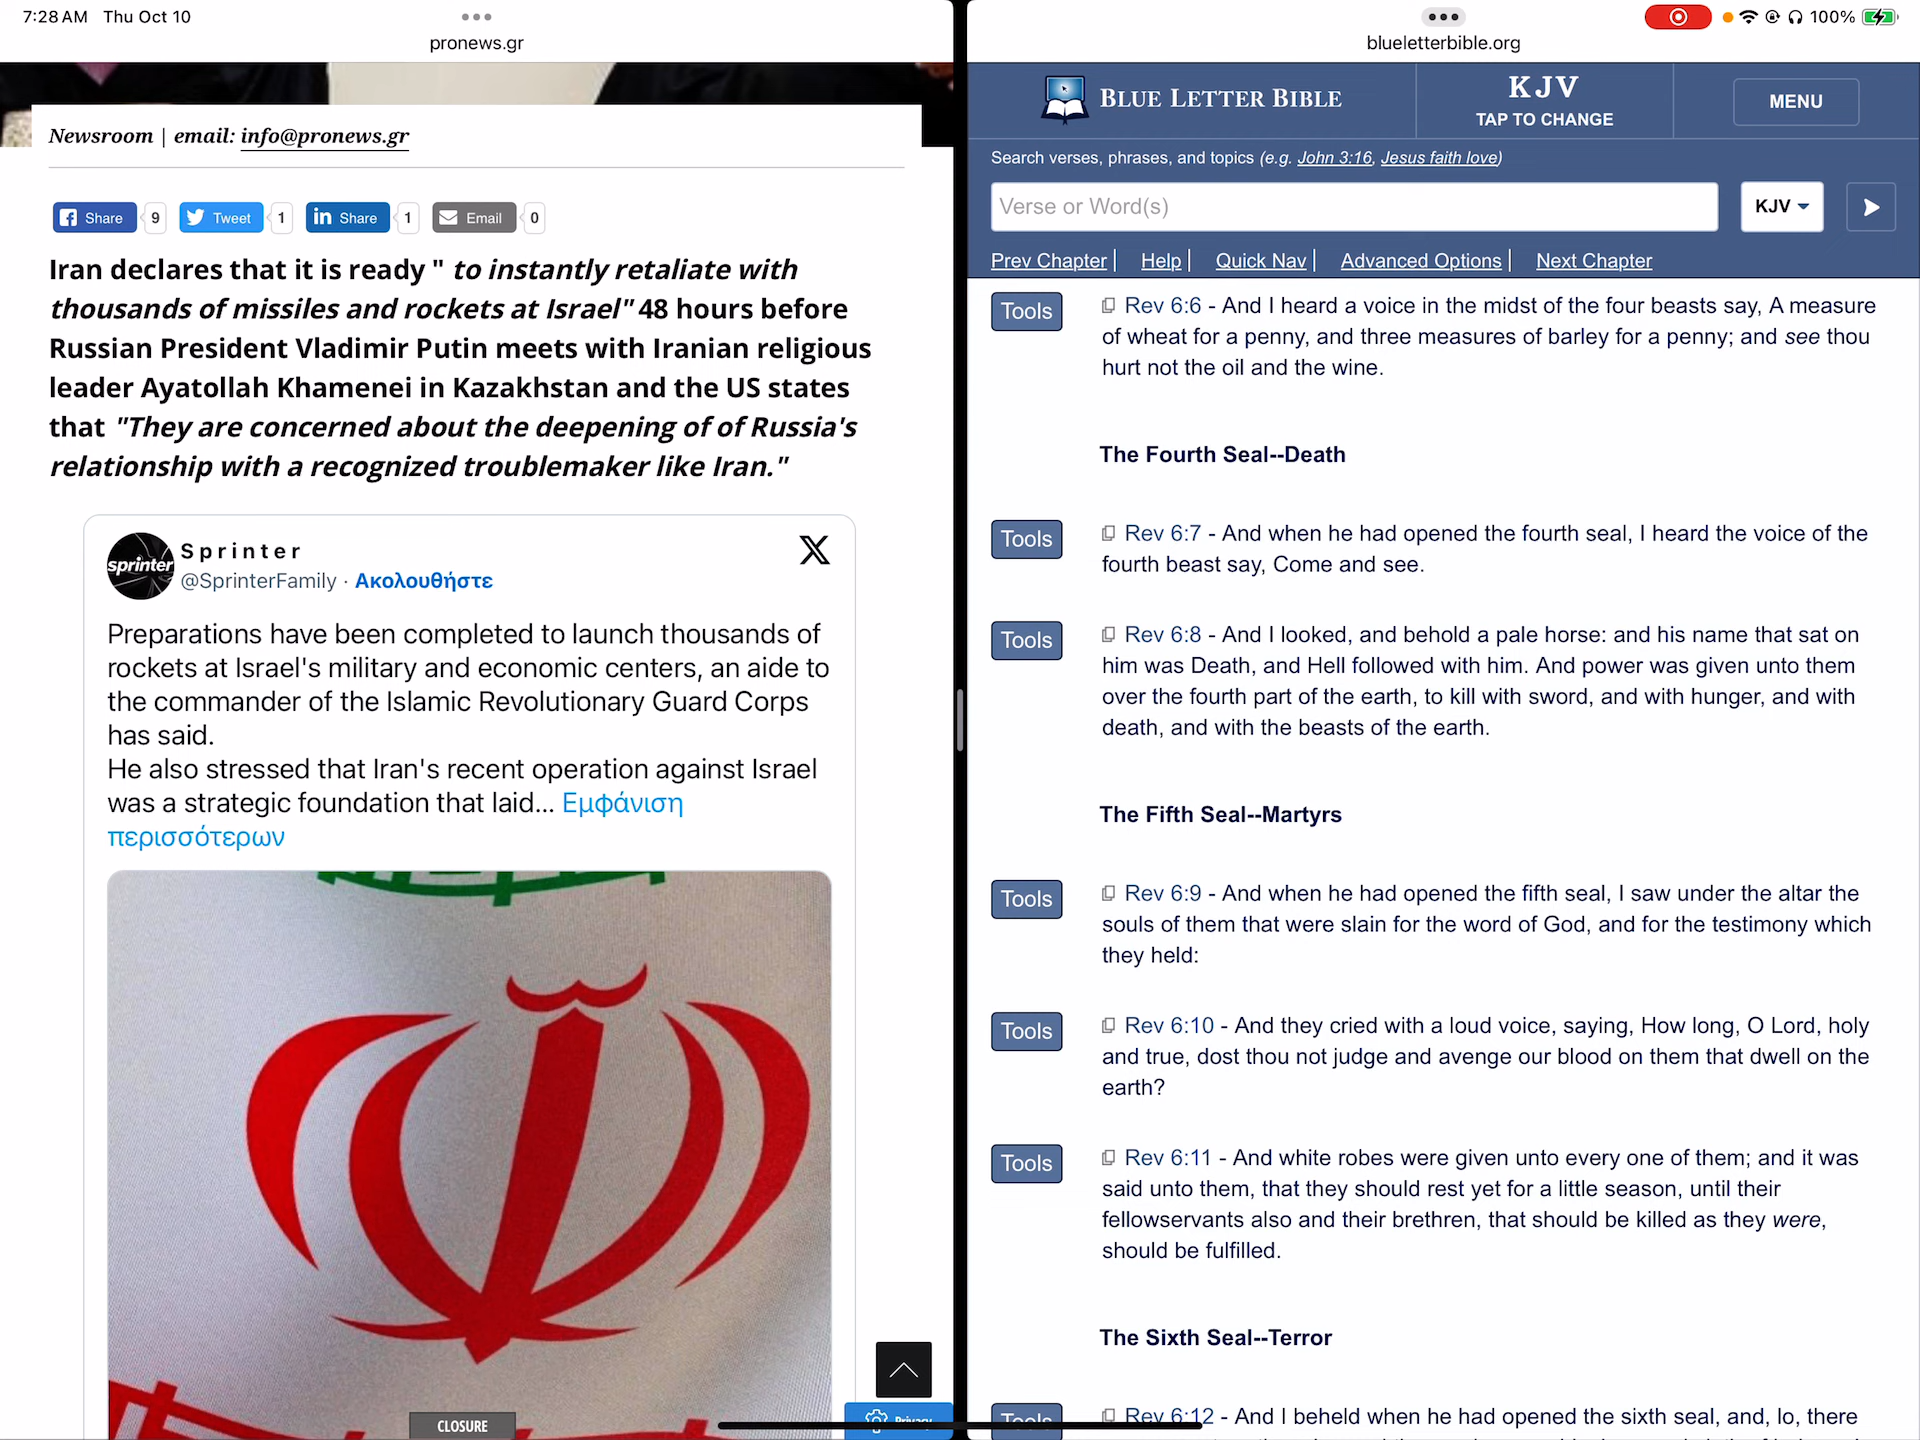 7:28 AM Thu Oct 10
pronews.gr
Newsroom | email: info@pronews.gr
Share 9 Tweet 1 Share 1 Email 0
Iran declares that it is ready " to instantly retaliate with
thousands of missiles and rockets at Israel" 48 hours before
Russian President Vladimir Putin meets with Iranian religious
leader Ayatollah Khamenei in Kazakhstan and the US states
that "They are concerned about the deepening of of Russia's
relationship with a recognized troublemaker like Iran."
Sprinter
sprinter
@SprinterFamily · Ακολουθήστε
Preparations have been completed to launch thousands of
rockets at Israel's military and economic centers, an aide to
the commander of the Islamic Revolutionary Guard Corps
has said.
He also stressed that Iran's recent operation against Israel
was a strategic foundation that laid... Εμφάνιση
περισσότερων
CLOSURE
Privacy
100%
blueletterbible.org
BLUE LETTER BIBLE
KJV
TAP TO CHANGE
MENU
Search verses, phrases, and topics (e.g. John 3:16, Jesus faith love)
Verse or Word(s)
KJV
Prev Chapter | Help | Quick Nav | Advanced Options | Next Chapter
Tools
Rev 6:6 - And I heard a voice in the midst of the four beasts say, A measure
of wheat for a penny, and three measures of barley for a penny; and see thou
hurt not the oil and the wine.
The Fourth Seal--Death
Tools
Rev 6:7 - And when he had opened the fourth seal, I heard the voice of the
fourth beast say, Come and see.
Tools
Rev 6:8 - And I looked, and behold a pale horse: and his name that sat on
him was Death, and Hell followed with him. And power was given unto them
over the fourth part of the earth, to kill with sword, and with hunger, and with
death, and with the beasts of the earth.
The Fifth Seal--Martyrs
Tools
Rev 6:9 - And when he had opened the fifth seal, I saw under the altar the
souls of them that were slain for the word of God, and for the testimony which
they held:
Tools
Rev 6:10 - And they cried with a loud voice, saying, How long, O Lord, holy
and true, dost thou not judge and avenge our blood on them that dwell on the
earth?
Tools
Rev 6:11 - And white robes were given unto every one of them; and it was
said unto them, that they should rest yet for a little season, until their
fellowservants also and their brethren, that should be killed as they were,
should be fulfilled.
The Sixth Seal--Terror
Tools
Rev 6:12 - And I beheld when he had opened the sixth seal, and, lo, there